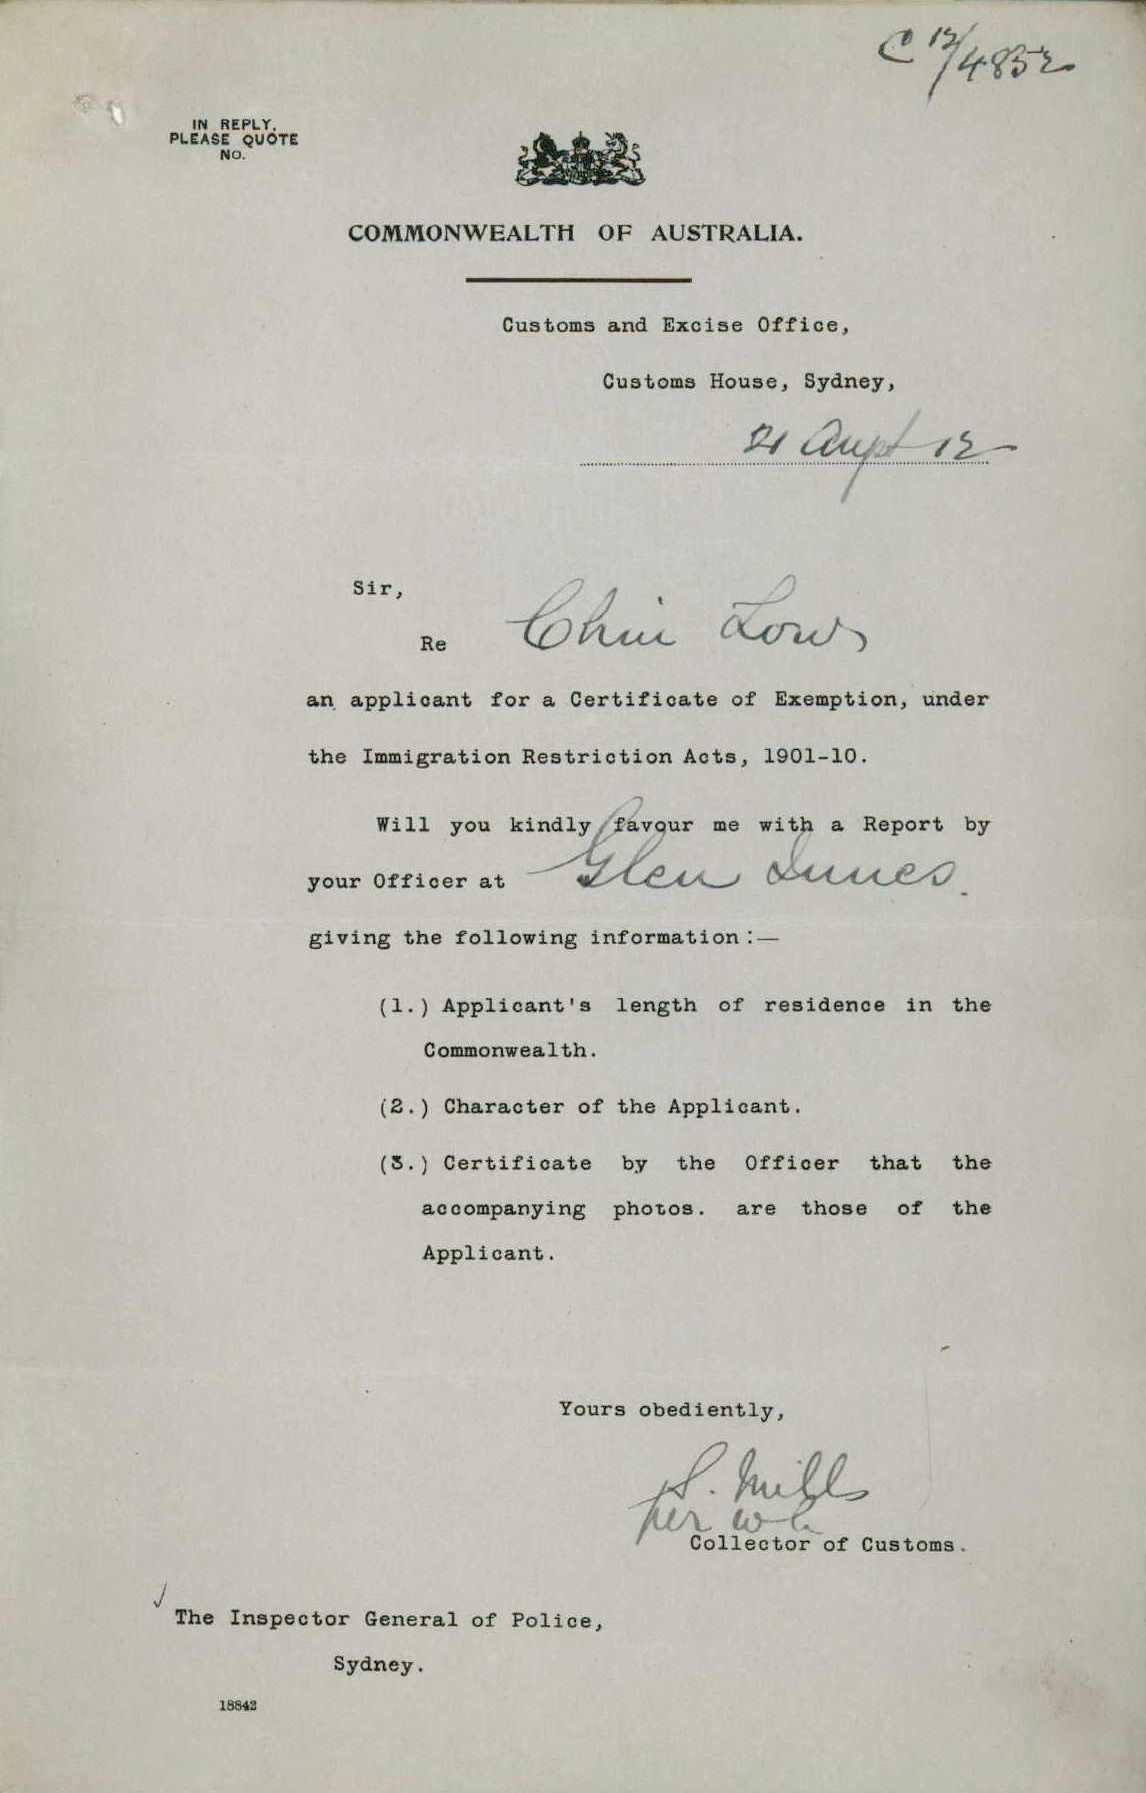 C 12/4852
IN REPLY,
PLEASE QUOTE
No.
COMMONWEALTH OF AUSTRALIA.
Customs and Excise Office,
Customs House, Sydney,
21 Augt 12
Sir,
Re Chin Low
an applicant for a Certificate of Exemption, under
the Immigration Restriction Acts, 1901-10.
Will you kindly favour me with a Report by
your Officer at Glen Innes.
giving the following information:—
(1.) Applicant's length of residence in the
Commonwealth.
(2.) Character of the Applicant.
(3.) Certificate by the Officer that the
accompanying photos. are those of the
Applicant.
Yours obediently,
S. Mills
per
Collector of Customs.
The Inspector General of Police,
Sydney.
18842